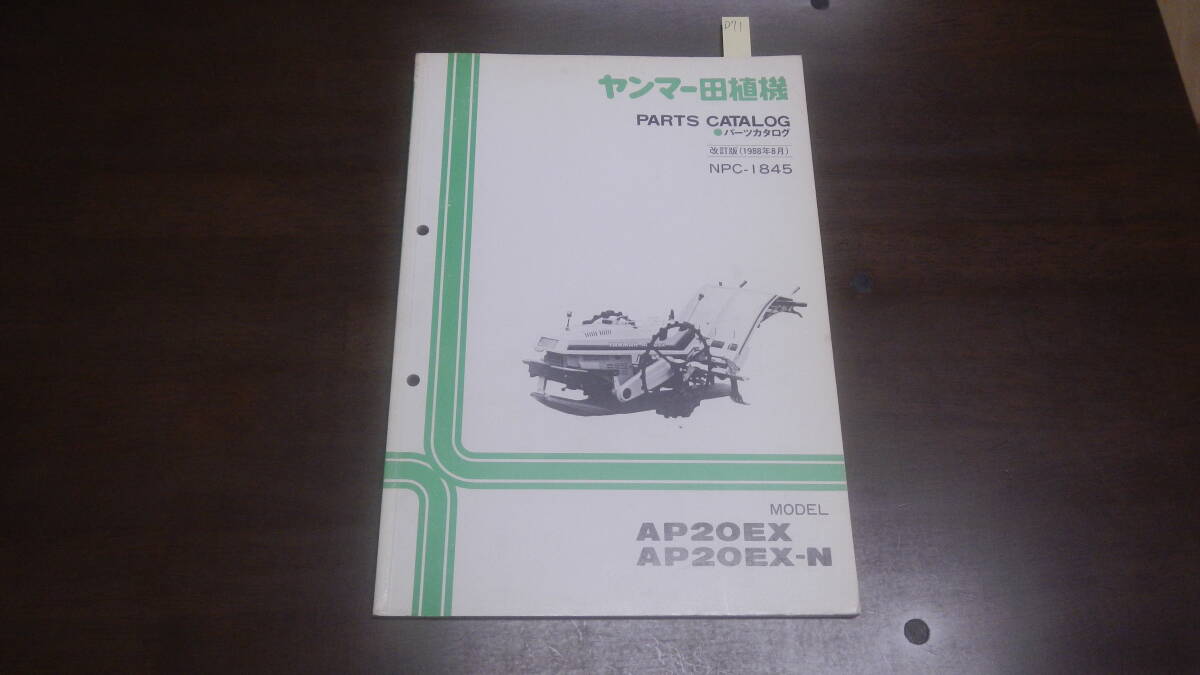 D71
ヤンマー田植機
PARTS CATALOG
●パーツカタログ
改訂版(1988年8月)
NPC-1845
MODEL
AP20EX
AP20EX-N